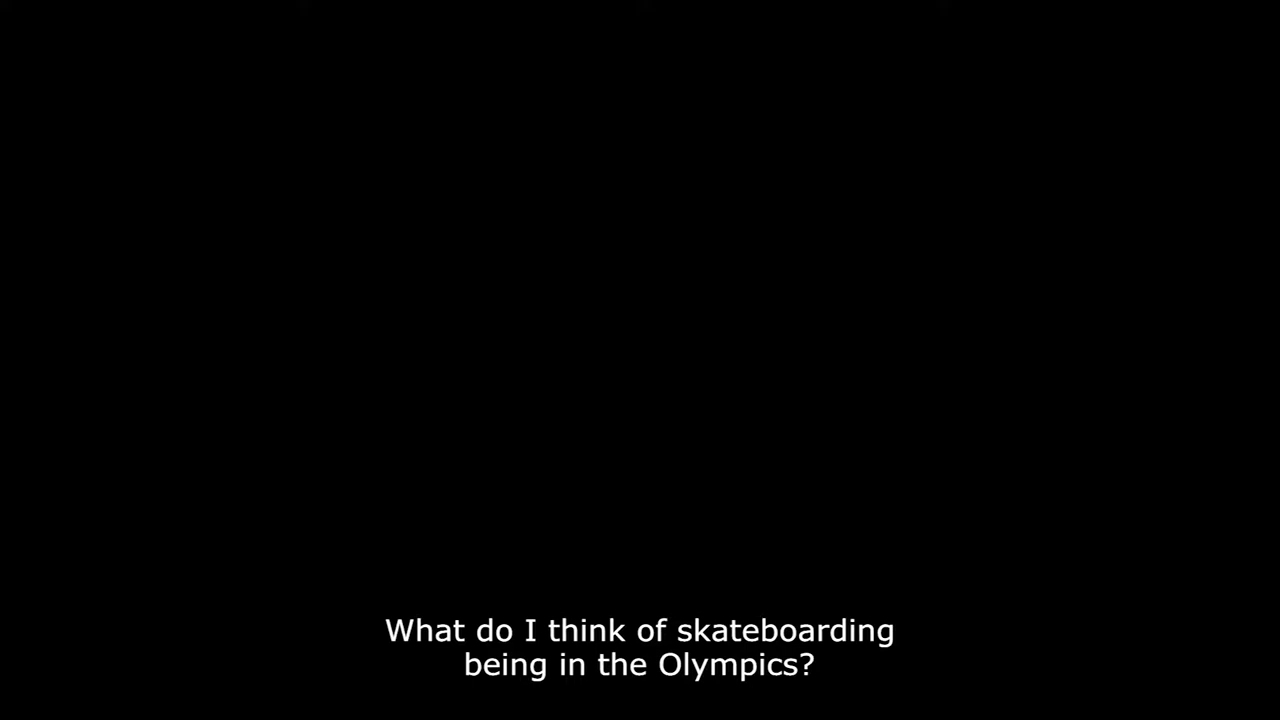 What do I think of skateboarding
being in the Olympics?